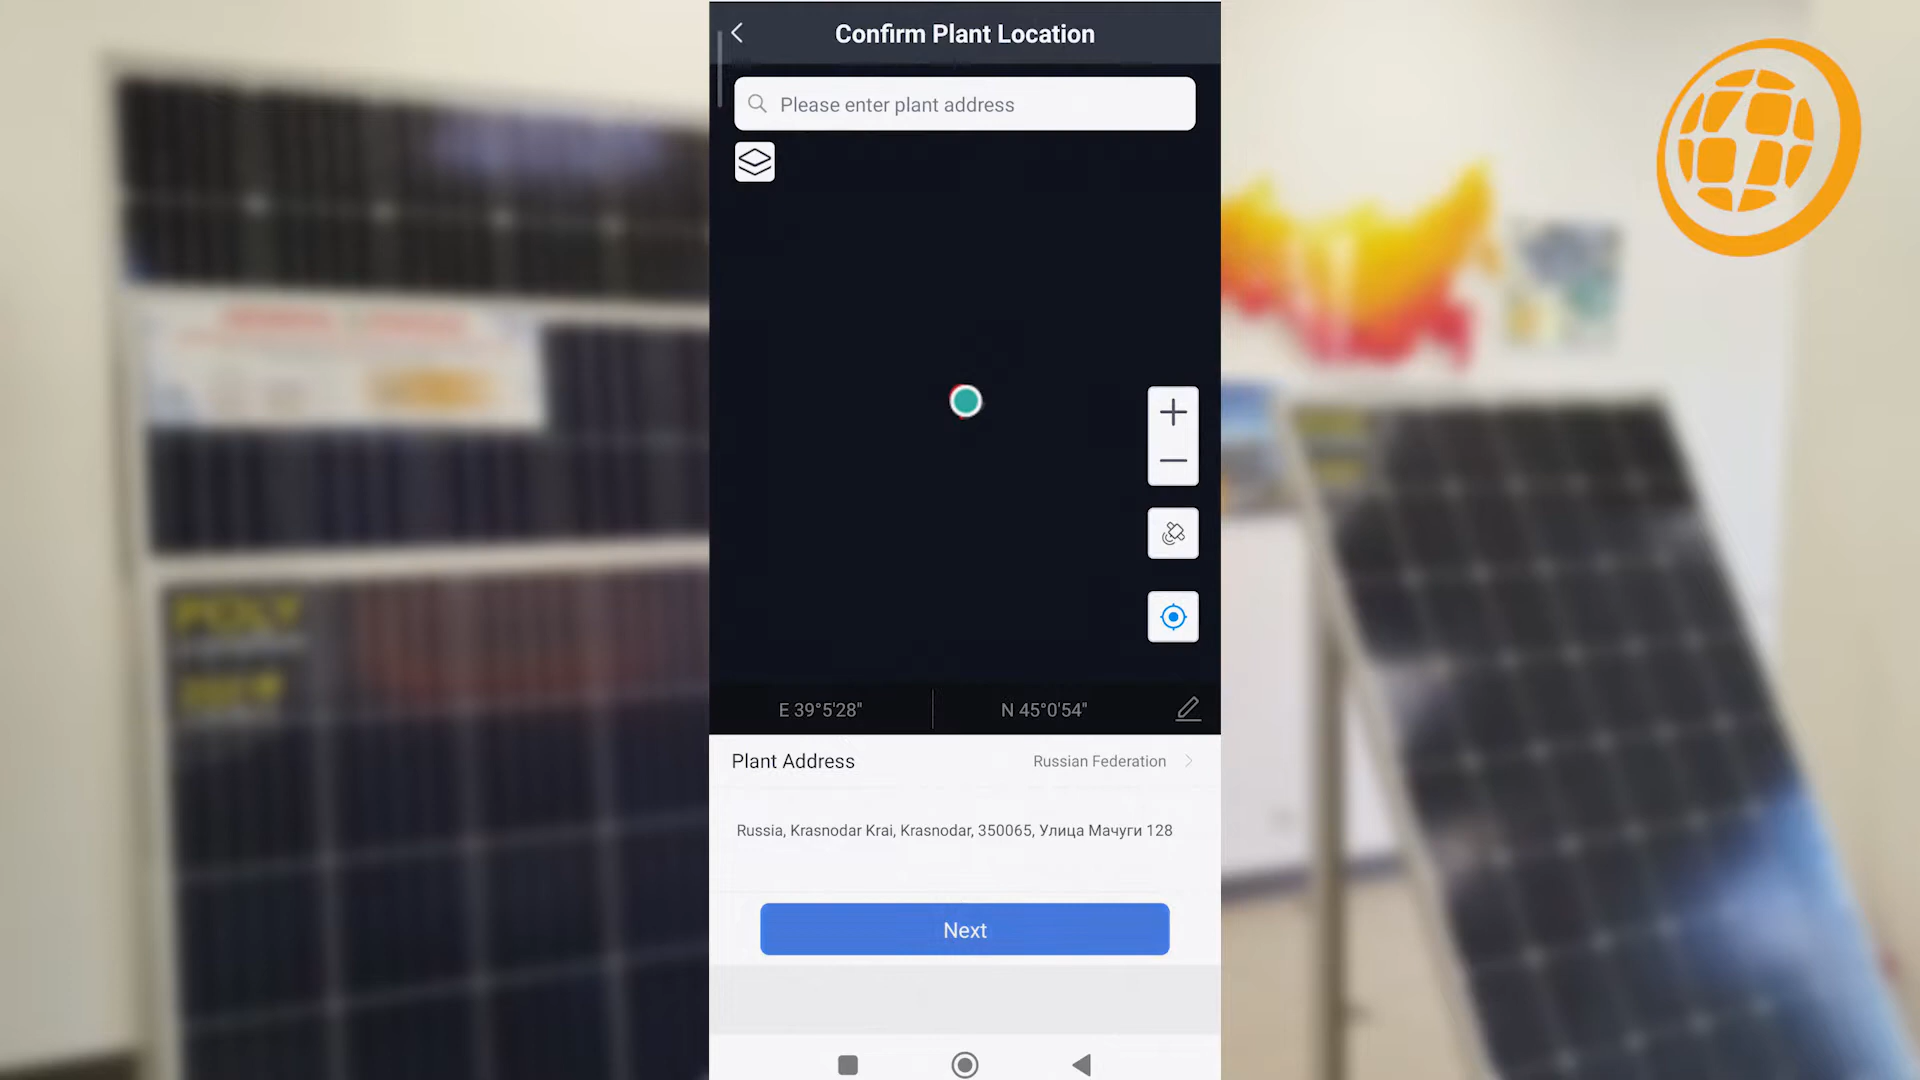 Confirm Plant Location
Please enter plant address
E 39°5'28"
N 45°0'54"
Plant Address
Russian Federation
Russia, Krasnodar Krai, Krasnodar, 350065, Улица Мачуги 128
Next
POLY